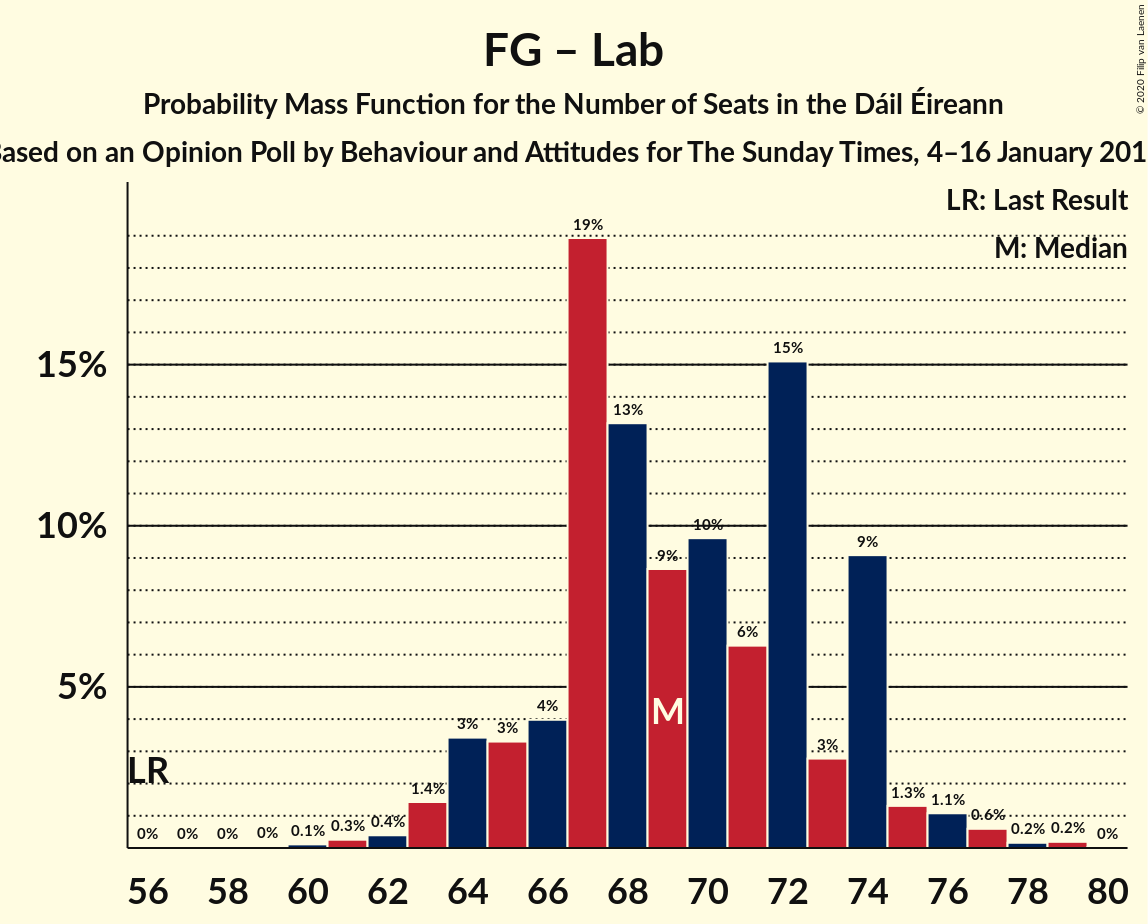 FG – Lab
Probability Mass Function for the Number of Seats in the Dáil Éireann
Based on an Opinion Poll by Behaviour and Attitudes for The Sunday Times, 4–16 January 201
© 2020 Filip van Laenen
LR: Last Result
M: Median
15%
10%
5%
LR
M
0% 0% 0% 0% 0.1% 0.3% 0.4% 1.4% 3% 3% 4% 19% 13% 9% 10% 6% 15% 3% 9% 1.3% 1.1% 0.6% 0.2% 0.2% 0%
56 58 60 62 64 66 68 70 72 74 76 78 80